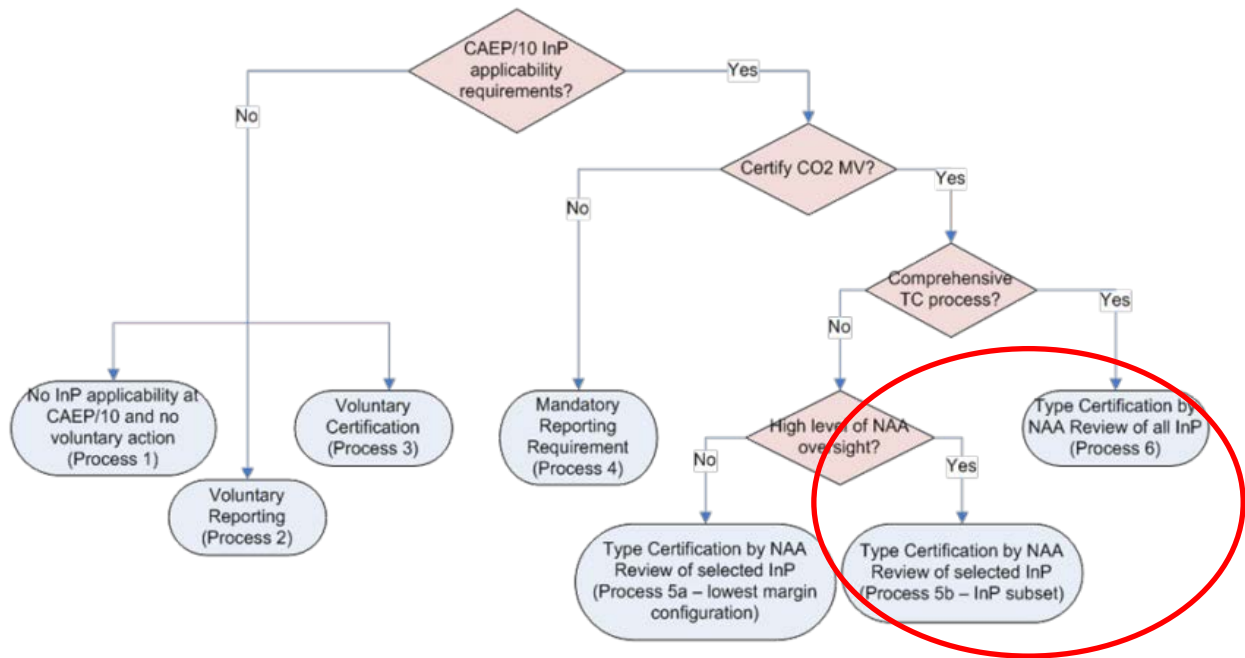 CAEP/10 InP
applicability
requirements?
Yes
No
Certify CO2 MV?
Yes
No
Comprehensive
TC process?
Yes
No
No InP applicability at
CAEP/10 and no
voluntary action
(Process 1)
Voluntary
Certification
(Process 3)
Mandatory
Reporting
Requirement
(Process 4)
High level of NAA
oversight?
Type Certification by
NAA Review of all InP
(Process 6)
No
Yes
Voluntary
Reporting
(Process 2)
Type Certification by NAA
Review of selected InP
(Process 5a – lowest margin
configuration)
Type Certification by NAA
Review of selected InP
(Process 5b – InP subset)